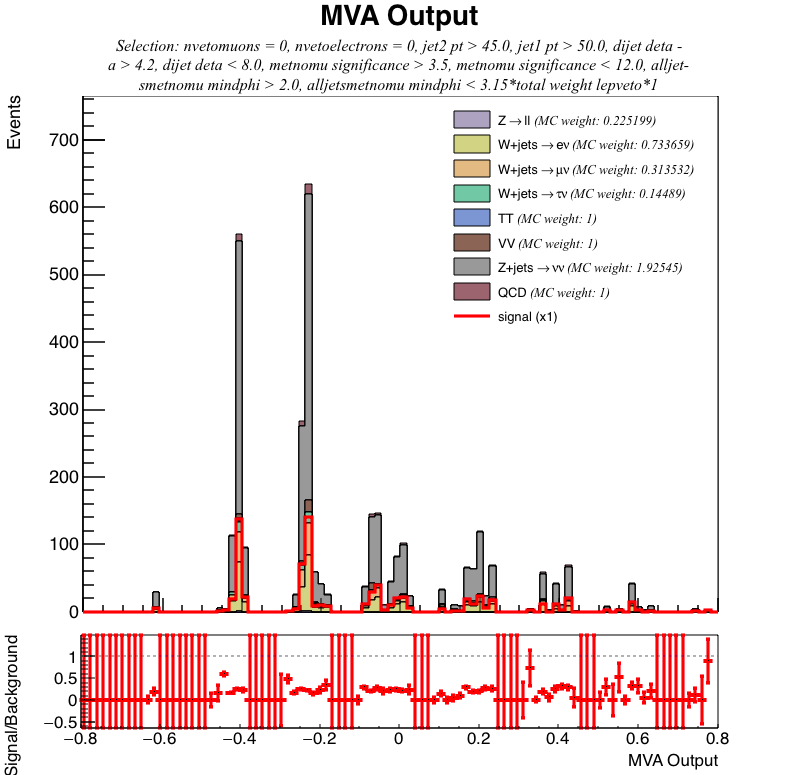 MVA Output
Selection: nvetomuons = 0, nvetoelectrons = 0, jet2 pt > 45.0, jet1 pt > 50.0, dijet deta -
a > 4.2, dijet deta < 8.0, metnomu significance > 3.5, metnomu significance < 12.0, alljet-
smetnomu mindphi > 2.0, alljetsmetnomu mindphi < 3.15*total weight lepveto*1
Events
700
600
500
400
300
200
100
0
Z→ll (MC weight: 0.225199)
W+jets→eν (MC weight: 0.733659)
W+jets→μν (MC weight: 0.313532)
W+jets→τν (MC weight: 0.14489)
TT (MC weight: 1)
VV (MC weight: 1)
Z+jets→νν (MC weight: 1.92545)
QCD (MC weight: 1)
signal (x1)
Signal/Background
1
0.5
0
−0.5
−0.8 −0.6 −0.4 −0.2 0 0.2 0.4 0.6 0.8
MVA Output